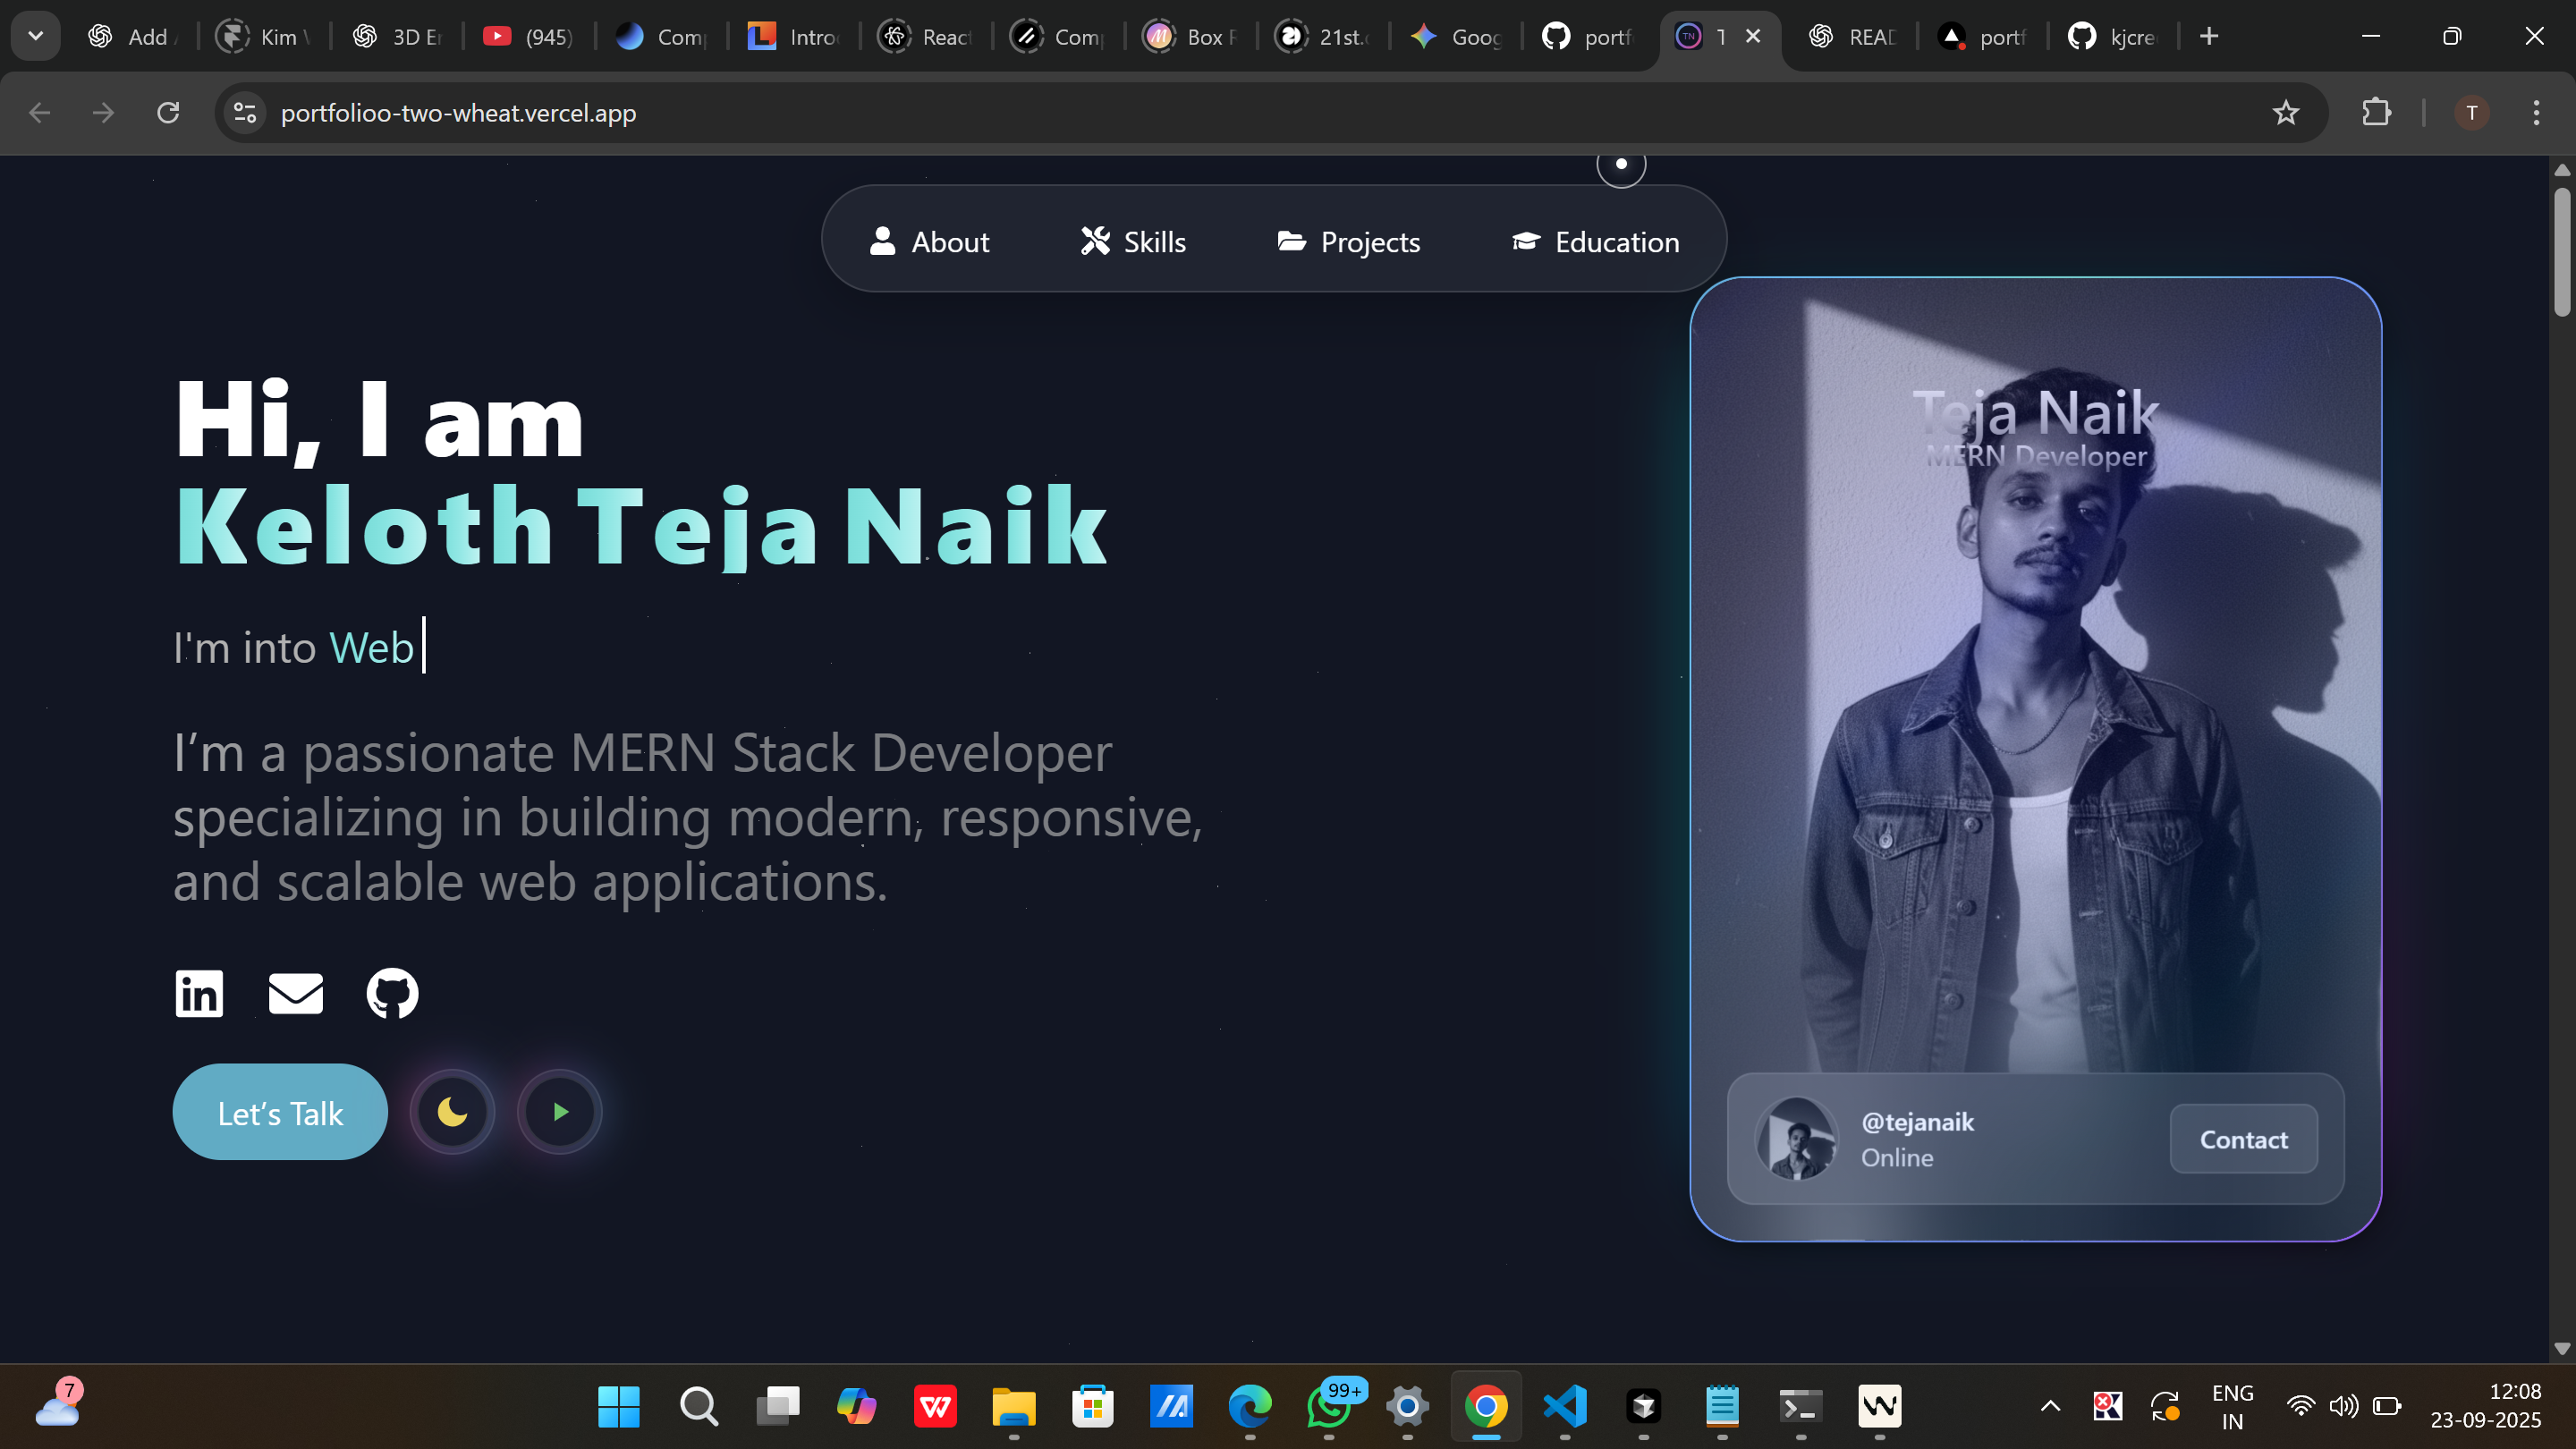 Add
Kim
3D
(945)
Com
Intro
React
Com
Box
21st.
Goog
portf
TN
READ
portf
kjcre
portfolioo-two-wheat.vercel.app
T
About
Skills
Projects
Education
Hi, I am
Keloth Teja Naik
I'm into Web
I’m a passionate MERN Stack Developer
specializing in building modern, responsive,
and scalable web applications.
in
Let’s Talk
Teja Naik
MERN Developer
@tejanaik
Online
Contact
7
99+
ENG
IN
12:08
23-09-2025